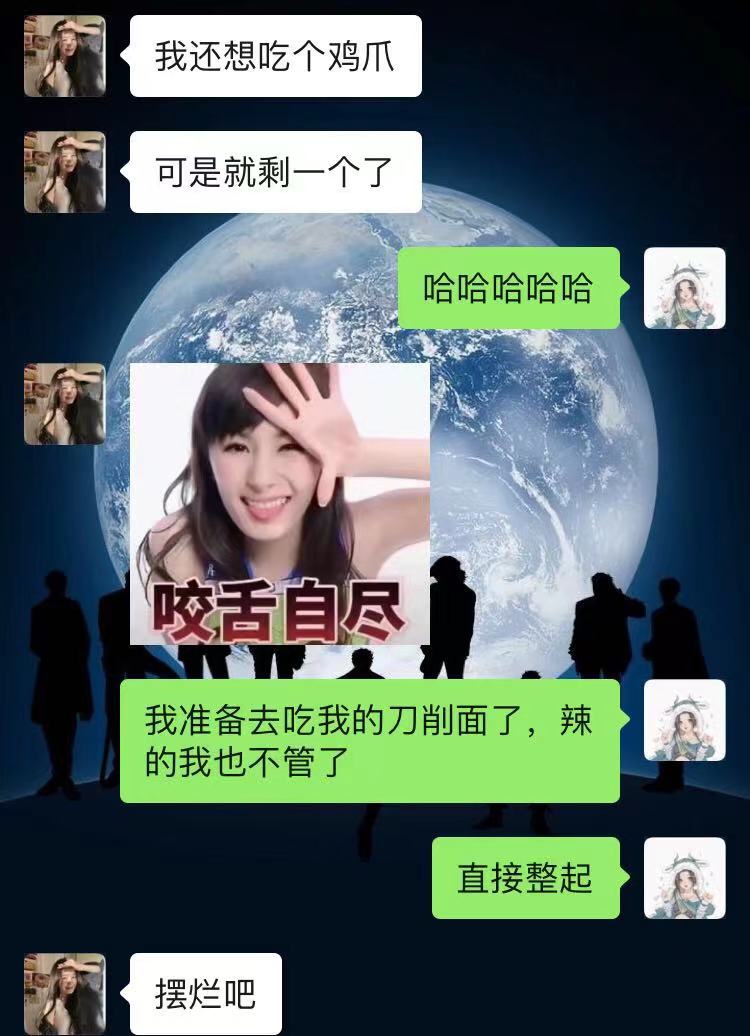 我还想吃个鸡爪
可是就剩一个了
哈哈哈哈哈
咬舌自尽
我准备去吃我的刀削面了，辣
的我也不管了
直接整起
摆烂吧